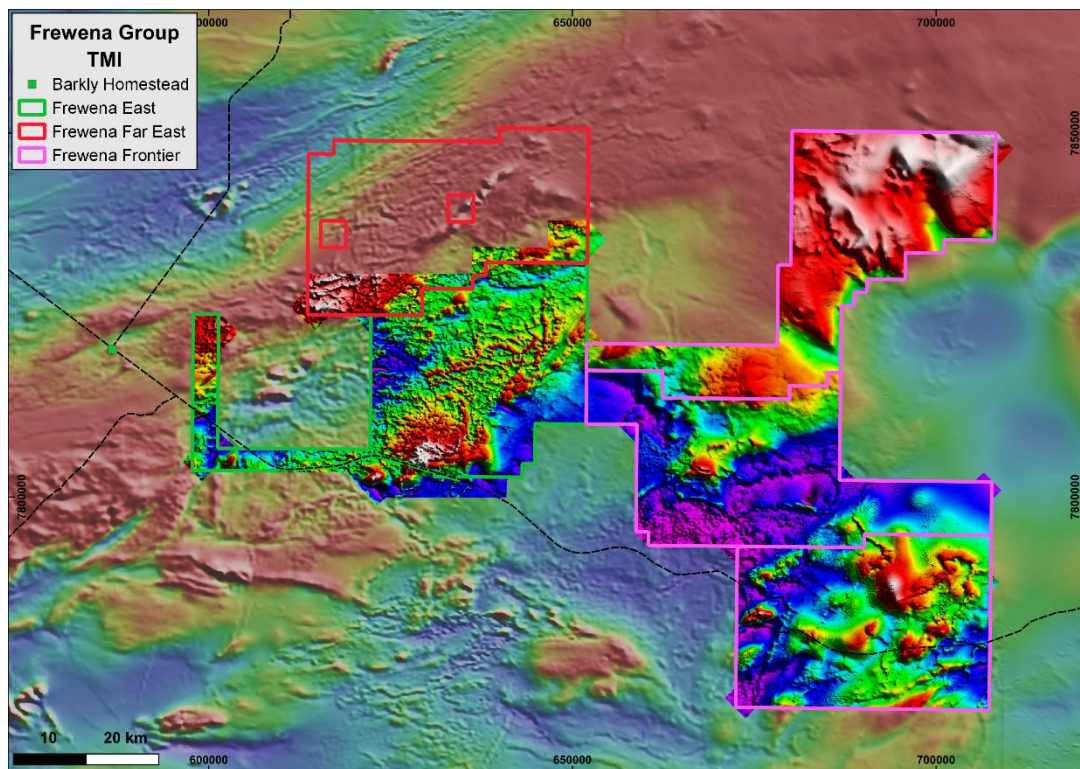 Frewena Group
TMI
Barkly Homestead
Frewena East
Frewena Far East
Frewena Frontier
600000
650000
700000
7850000
7800000
7800000
10 20 km
600000
650000
700000